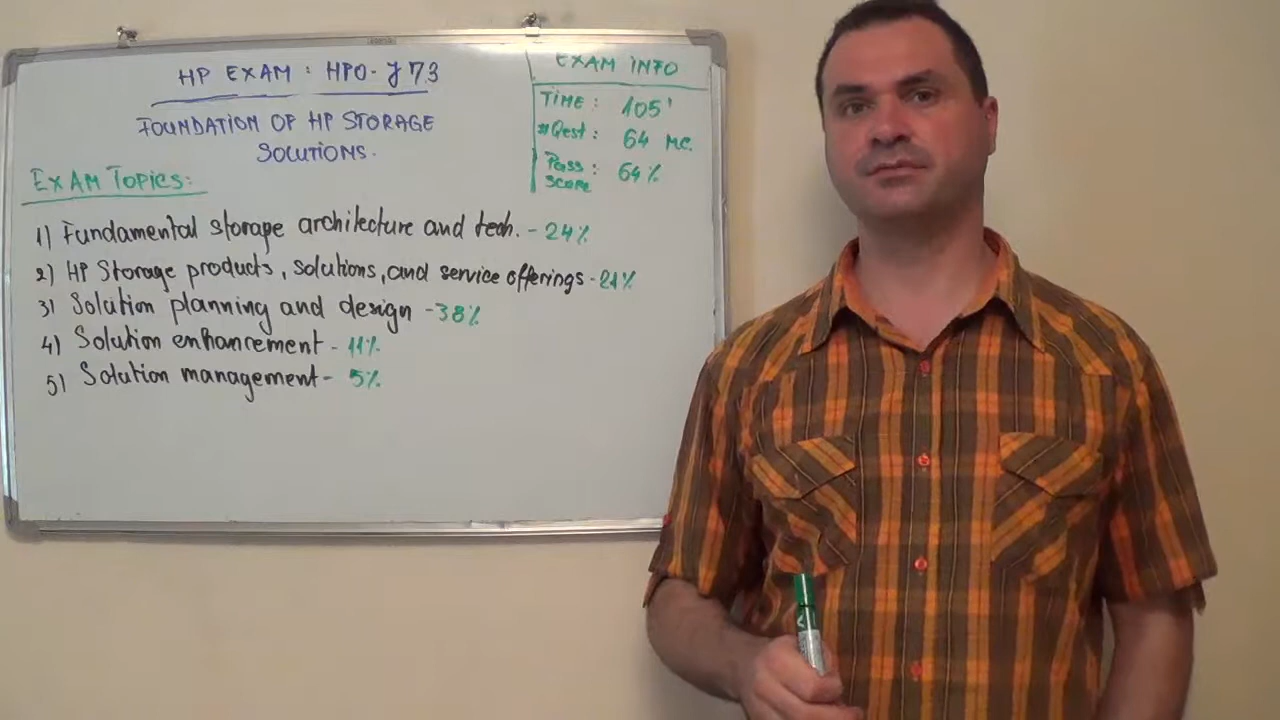 HP EXAM: HPO-J73
FOUNDATION OF HP STORAGE
SOLUTIONS.
EXAM TOPICS:
1) Fundamental storage architecture and tech. - 24%
2) HP Storage products, solutions, and service offerings - 21%
3) Solution planning and design - 38%
4) Solution enhancement - 11%
5) Solution management - 5%
EXAM INFO
TIME: 105'
#Qest: 64 MC.
Pass score: 64%